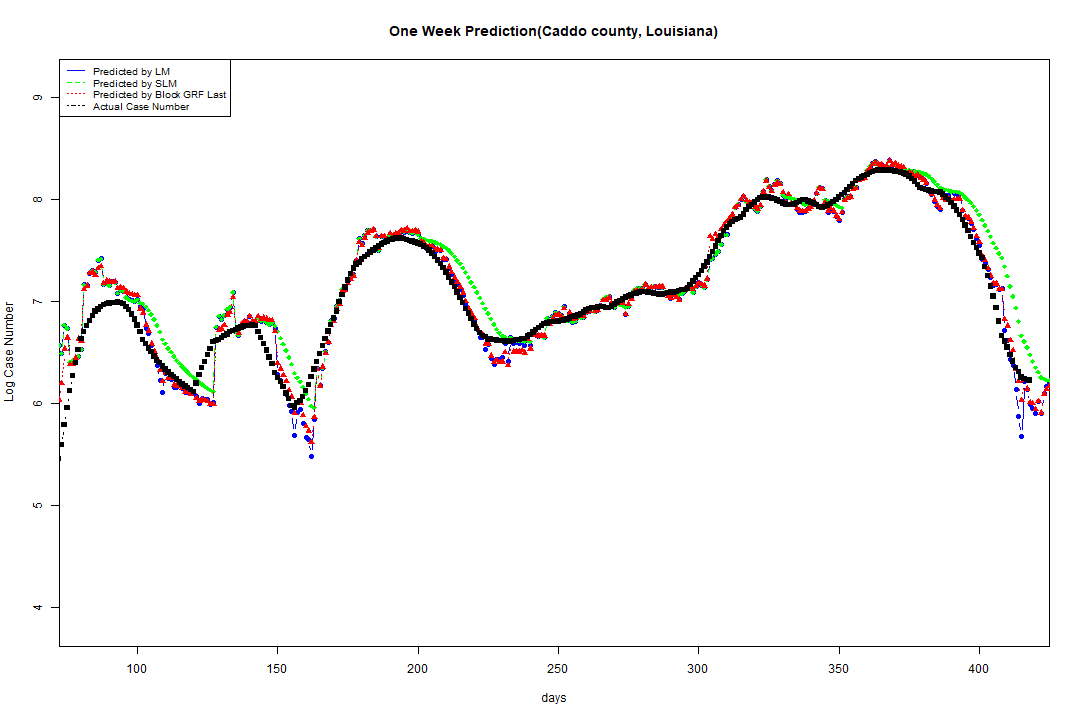 One Week Prediction(Caddo county, Louisiana)
Predicted by LM
Predicted by SLM
Predicted by Block GRF Last
Actual Case Number
Log Case Number
9
8
7
6
5
4
100 150 200 250 300 350 400
days